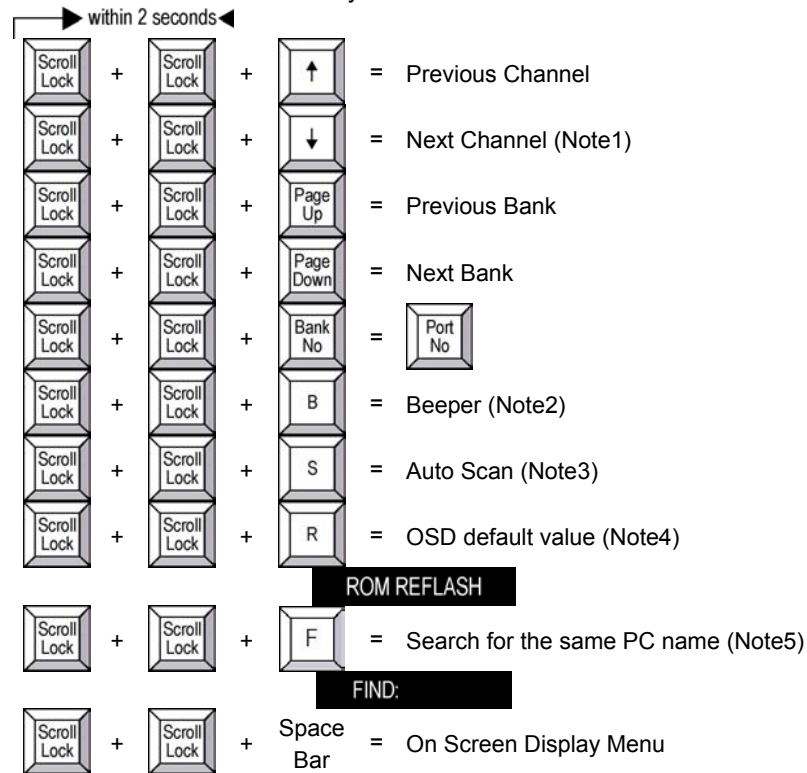 within 2 seconds
Scroll Lock + Scroll Lock + ↑ = Previous Channel
Scroll Lock + Scroll Lock + ↓ = Next Channel (Note1)
Scroll Lock + Scroll Lock + Page Up = Previous Bank
Scroll Lock + Scroll Lock + Page Down = Next Bank
Scroll Lock + Scroll Lock + Bank No = Port No
Scroll Lock + Scroll Lock + B = Beeper (Note2)
Scroll Lock + Scroll Lock + S = Auto Scan (Note3)
Scroll Lock + Scroll Lock + R = OSD default value (Note4)
ROM REFLASH
Scroll Lock + Scroll Lock + F = Search for the same PC name (Note5)
FIND:
Scroll Lock + Scroll Lock + Space Bar = On Screen Display Menu